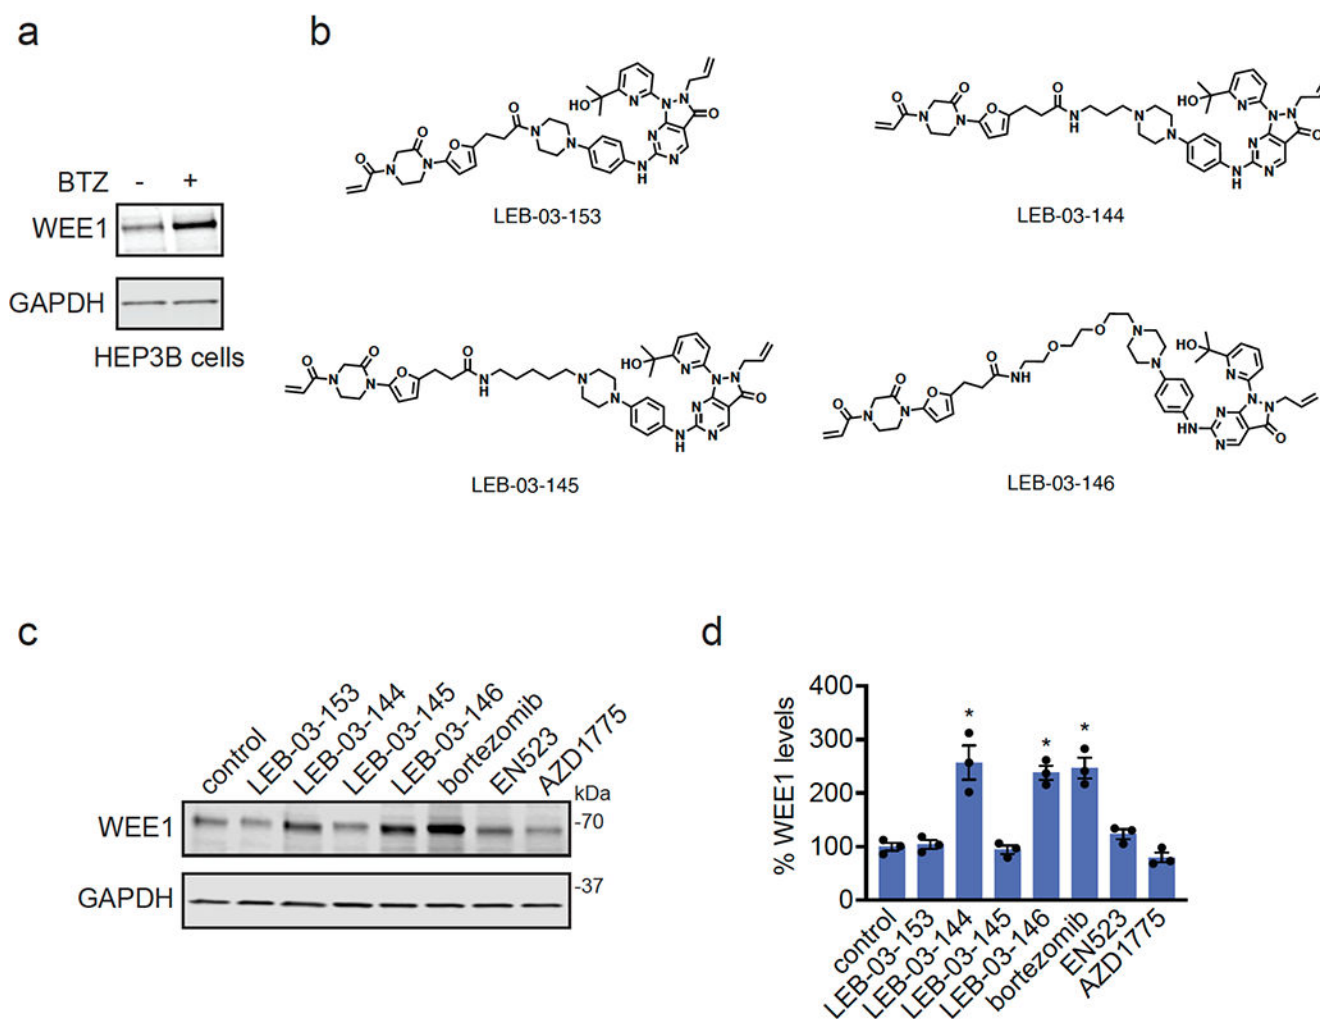 a
BTZ - +
WEE1
GAPDH
HEP3B cells
b
LEB-03-153
LEB-03-144
LEB-03-145
LEB-03-146
c
control
LEB-03-153
LEB-03-144
LEB-03-145
LEB-03-146
bortezomib
EN523
AZD1775
kDa
WEE1
-70
-37
GAPDH
d
% WEE1 levels
400
300
200
100
0
*
*
*
control
LEB-03-153
LEB-03-144
LEB-03-145
LEB-03-146
bortezomib
EN523
AZD1775